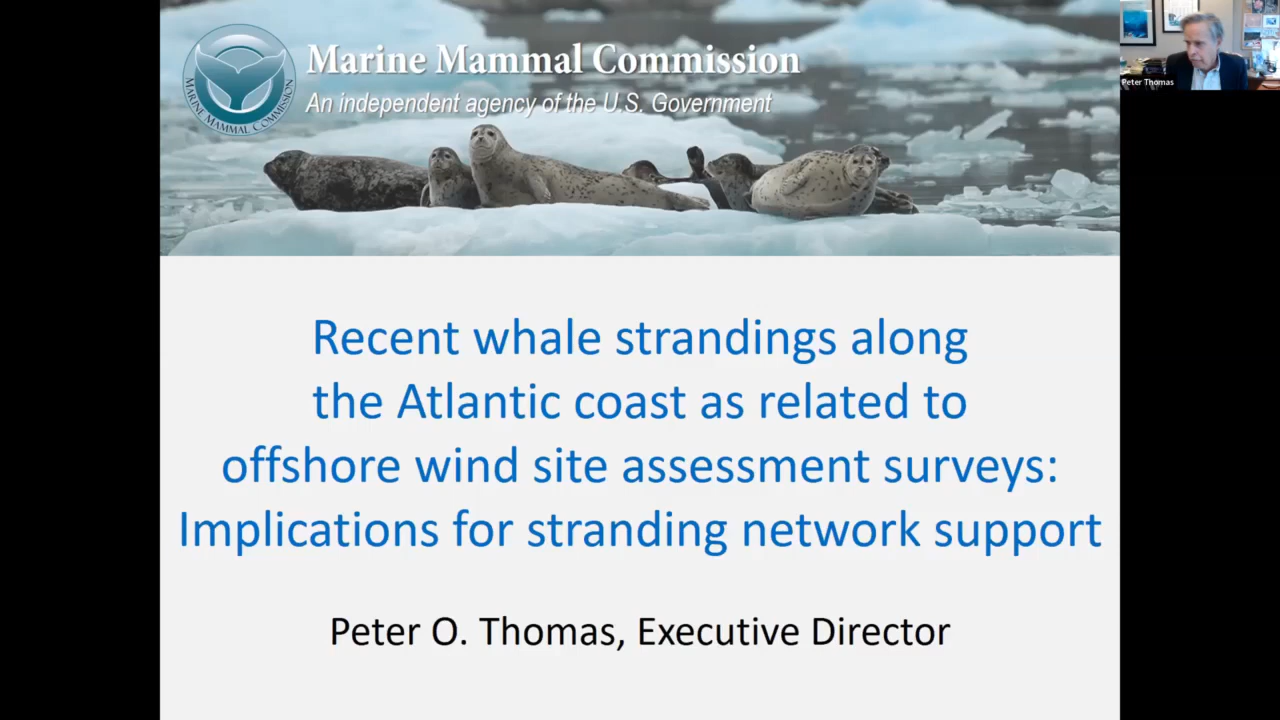 Marine Mammal Commission
An independent agency of the U.S. Government
MARINE MAMMAL COMMISSION
Peter Thomas
Recent whale strandings along
the Atlantic coast as related to
offshore wind site assessment surveys:
Implications for stranding network support
Peter O. Thomas, Executive Director